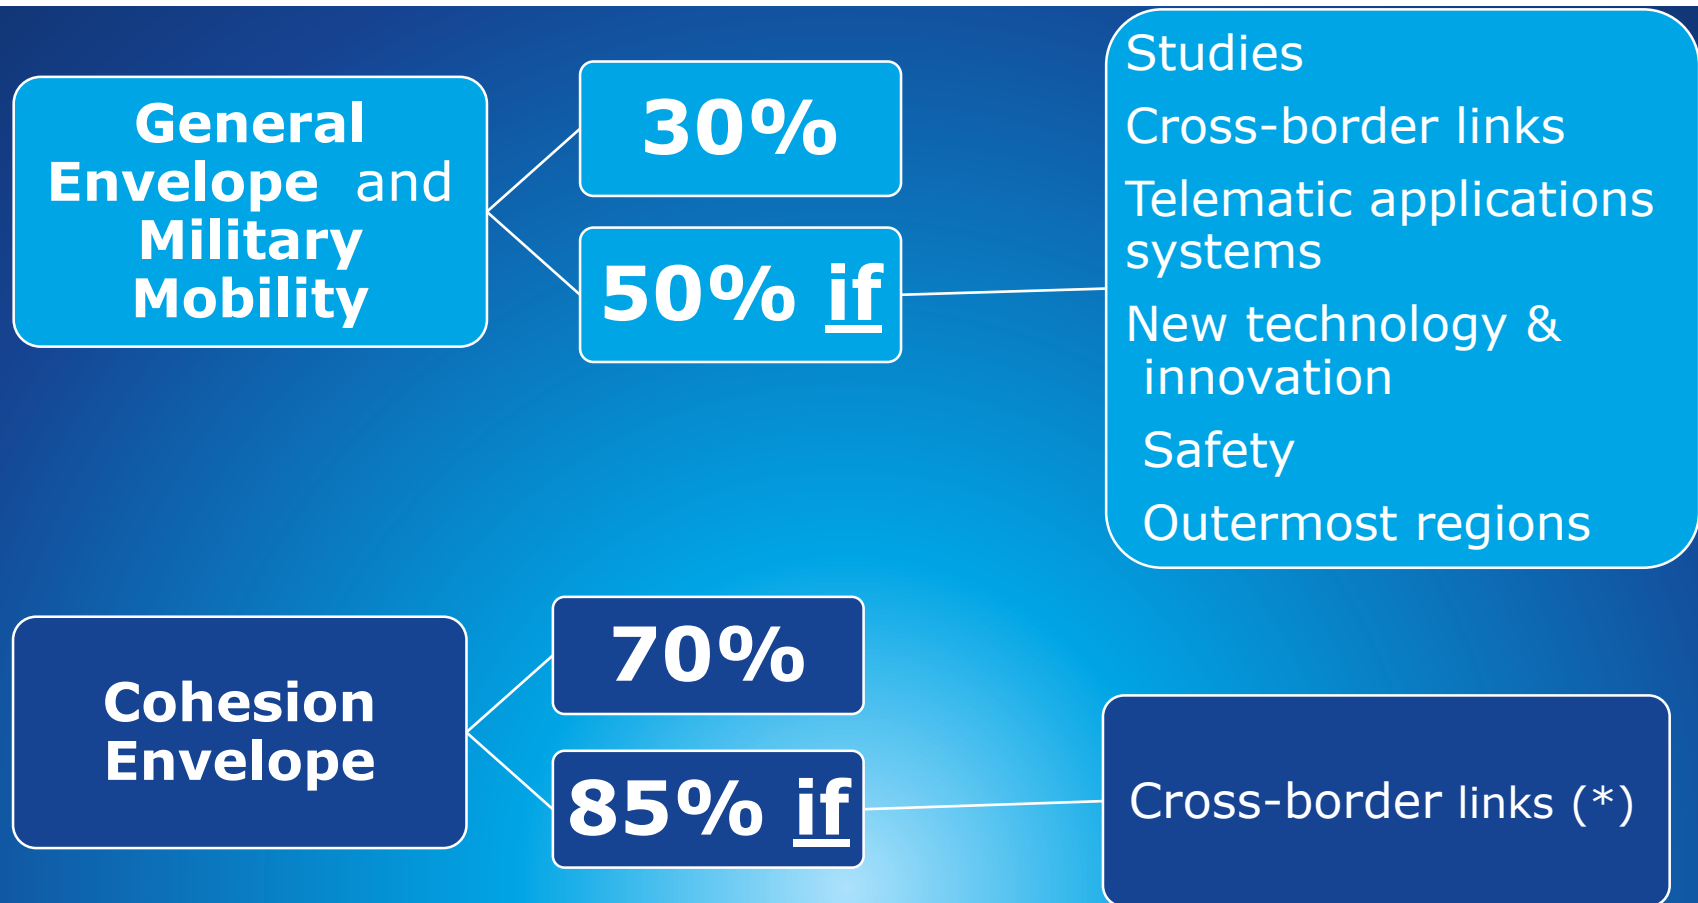 General
Envelope and
Military
Mobility
30%
50% if
Studies
Cross-border links
Telematic applications
systems
New technology &
innovation
Safety
Outermost regions
Cohesion
Envelope
70%
85% if
Cross-border links (*)